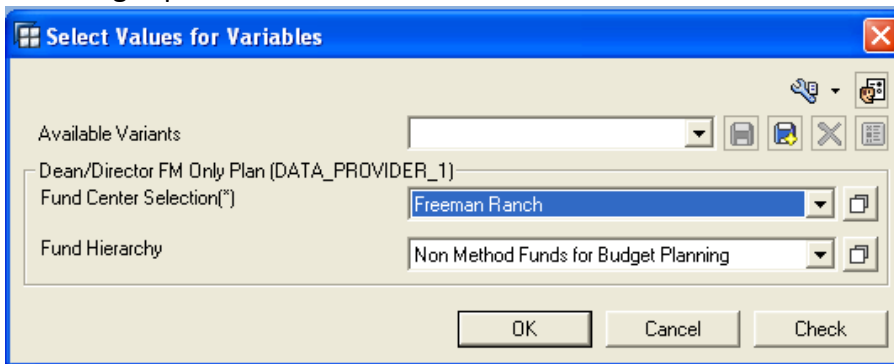 Select Values for Variables
Available Variants
Dean/Director FM Only Plan (DATA_PROVIDER_1)
Fund Center Selection(*) Freeman Ranch
Fund Hierarchy Non Method Funds for Budget Planning
OK Cancel Check